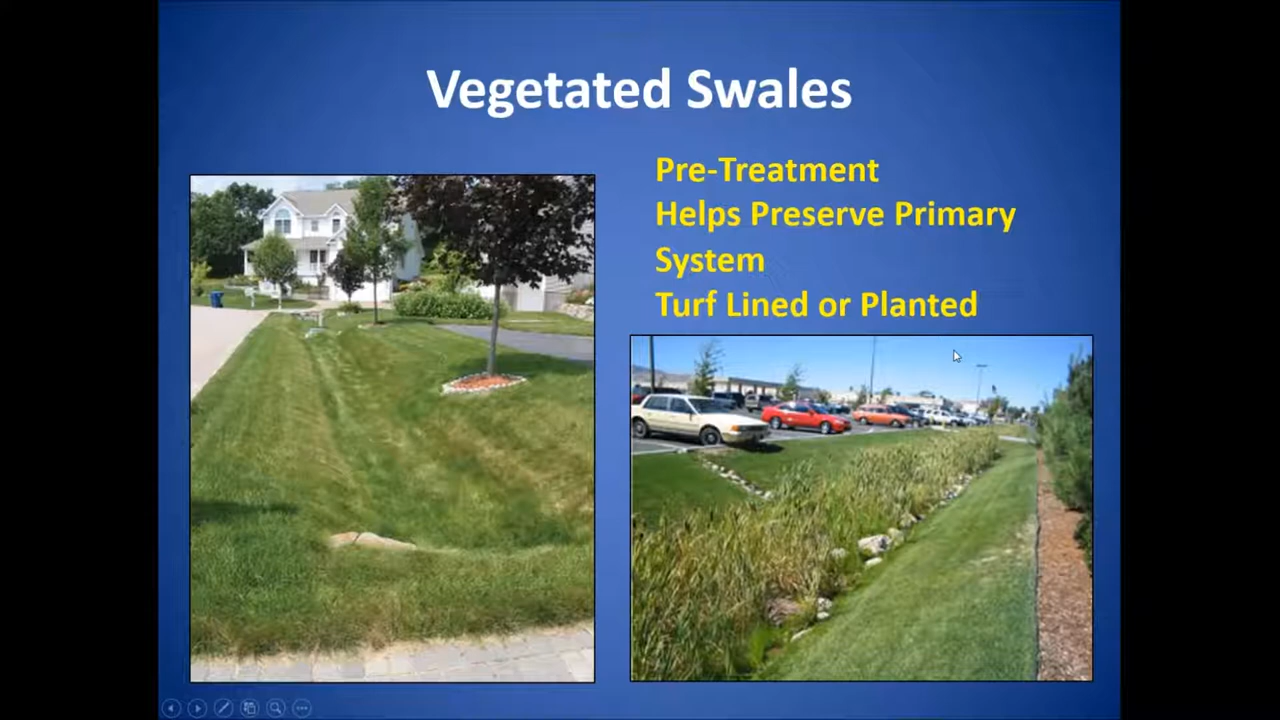 Vegetated Swales
Pre-Treatment
Helps Preserve Primary
System
Turf Lined or Planted